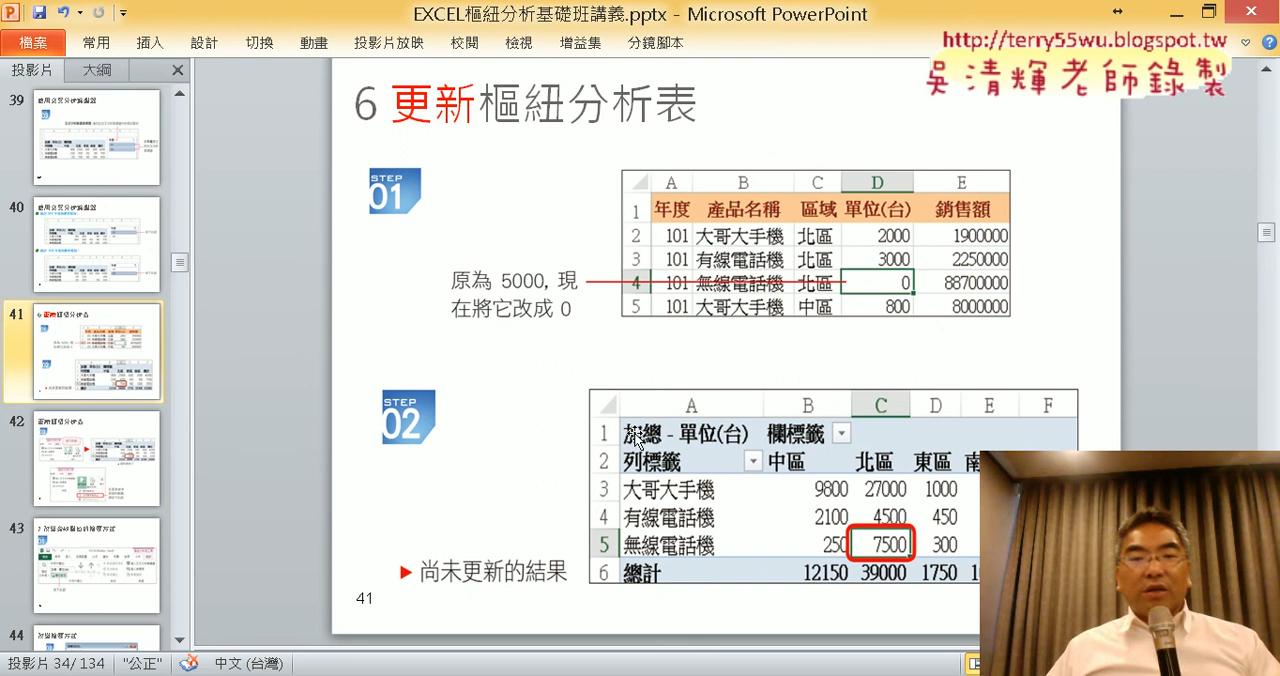 EXCEL樞紐分析基礎班講義.pptx - Microsoft PowerPoint
檔案 常用 插入 設計 切換 動畫 投影片放映 校閱 檢視 增益集 分鏡腳本
http://terry55wu.blogspot.tw
吳清輝老師錄製
投影片 大綱
39
40
41
42
43
44
6 更新樞紐分析表
STEP 01
A B C D E
1 年度 產品名稱 區域 單位(台) 銷售額
2 101 大哥大手機 北區 2000 1900000
3 101 有線電話機 北區 3000 2250000
4 101 無線電話機 北區 0 88700000
5 101 大哥大手機 中區 800 8000000
原為 5000, 現
在將它改成 0
STEP 02
A B C D E F
1 加總 - 單位(台) 欄標籤
2 列標籤 中區 北區 東區 南
3 大哥大手機 9800 27000 1000
4 有線電話機 2100 4500 450
5 無線電話機 250 7500 300
6 總計 12150 39000 1750 1
尚未更新的結果
41
投影片 34/134 "公正" 中文 (台灣)